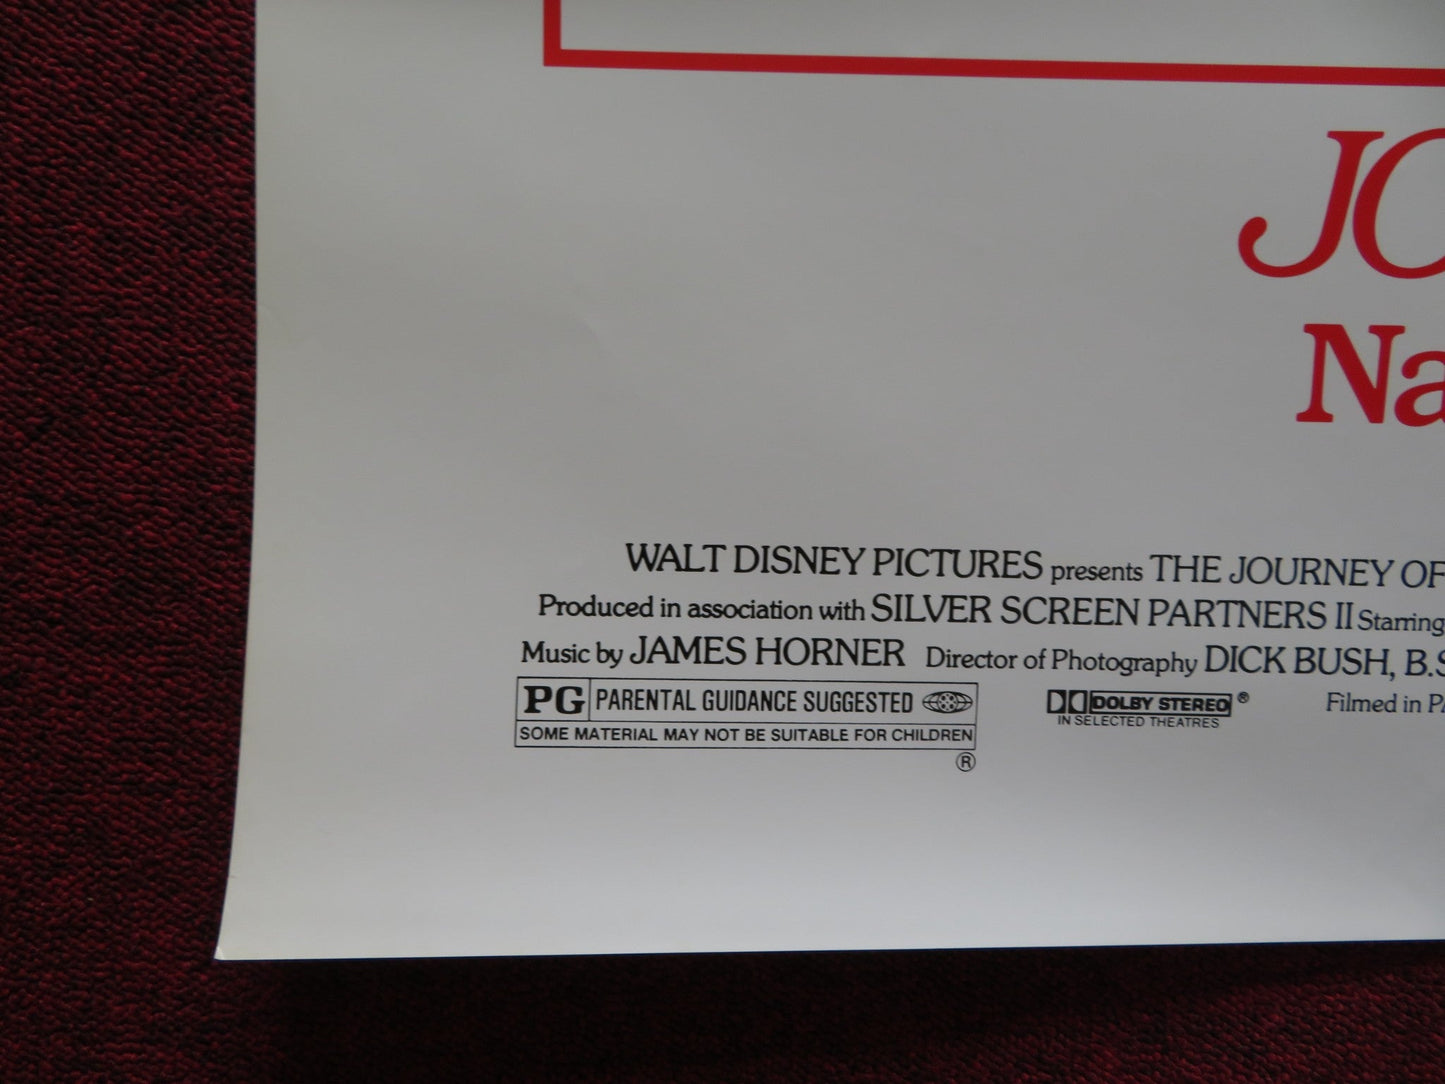 JO
Na
WALT DISNEY PICTURES presents THE JOURNEY OF
Produced in association with SILVER SCREEN PARTNERS II Starring
Music by JAMES HORNER Director of Photography DICK BUSH, B.S
PG PARENTAL GUIDANCE SUGGESTED
SOME MATERIAL MAY NOT BE SUITABLE FOR CHILDREN
®
DOLBY STEREO ®
IN SELECTED THEATRES
Filmed in PA